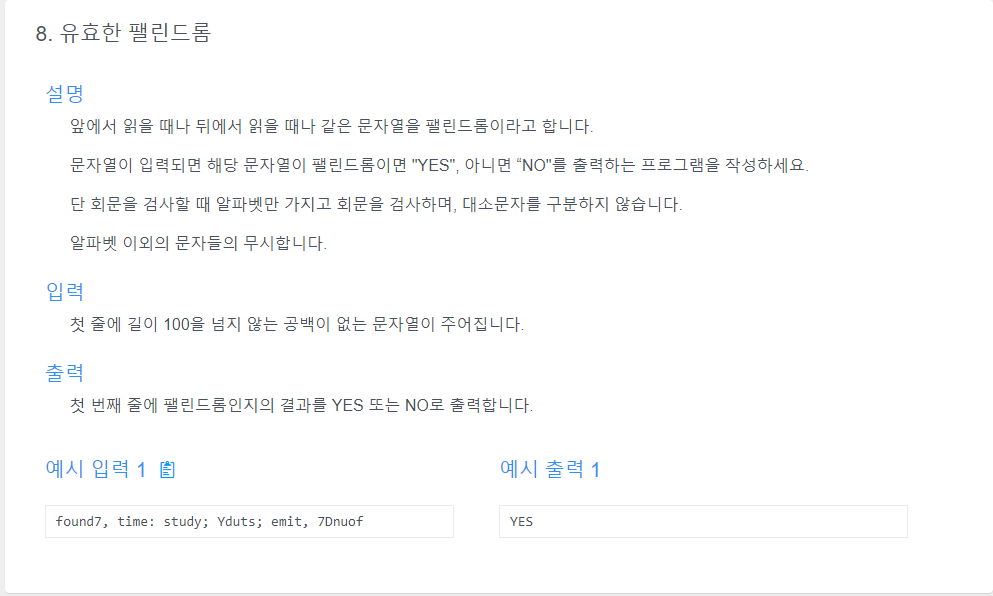 8. 유효한 팰린드롬
설명
앞에서 읽을 때나 뒤에서 읽을 때나 같은 문자열을 팰린드롬이라고 합니다.
문자열이 입력되면 해당 문자열이 팰린드롬이면 "YES", 아니면 “NO"를 출력하는 프로그램을 작성하세요.
단 회문을 검사할 때 알파벳만 가지고 회문을 검사하며, 대소문자를 구분하지 않습니다.
알파벳 이외의 문자들의 무시합니다.
입력
첫 줄에 길이 100을 넘지 않는 공백이 없는 문자열이 주어집니다.
출력
첫 번째 줄에 팰린드롬인지의 결과를 YES 또는 NO로 출력합니다.
예시 입력 1
found7, time: study; Yduts; emit, 7Dnuof
예시 출력 1
YES